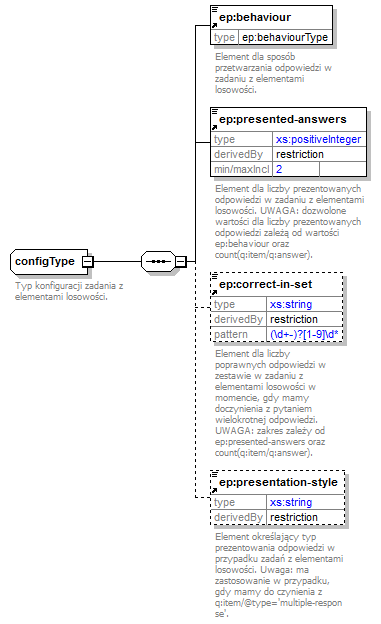 ep:behaviour
type ep:behaviourType
Element dla sposób
przetwarzania odpowiedzi w
zadaniu z elementami
losowości.
ep:presented-answers
type xs:positiveInteger
derivedBy restriction
min/maxIncl 2
Element dla liczby prezentowanych
odpowiedzi w zadaniu z elementami
losowości. UWAGA: dozwolone
wartości dla liczby prezentowanych
odpowiedzi zależą od wartości
ep:behaviour oraz
count(q:item/q:answer).
configType
Typ konfiguracji zadania z
elementami losowości.
ep:correct-in-set
type xs:string
derivedBy restriction
pattern (\d+-)?[1-9]\d*
Element dla liczby
poprawnych odpowiedzi w
zestawie w zadaniu z
elementami losowości w
momencie, gdy mamy
doczynienia z pytaniem
wielokrotnej odpowiedzi.
UWAGA: zakres zależy od
ep:presented-answers oraz
count(q:item/q:answer).
ep:presentation-style
type xs:string
derivedBy restriction
Element określający typ
prezentowania odpowiedzi w
przypadku zadań z elementami
losowości. Uwaga: ma
zastosowanie w przypadku,
gdy mamy do czynienia z
q:item/@type='multiple-respon
se'.